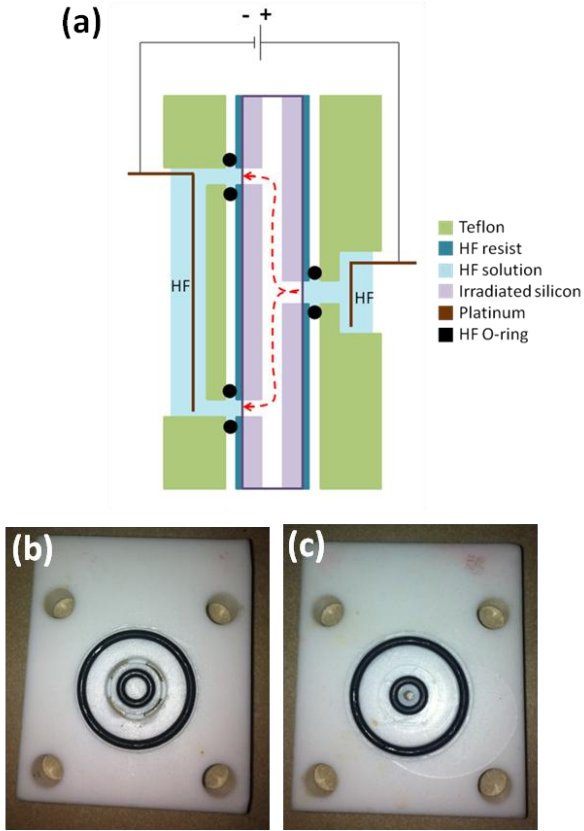 (a)
- +
HF
HF
Teflon
HF resist
HF solution
Irradiated silicon
Platinum
HF O-ring
(b)
(c)